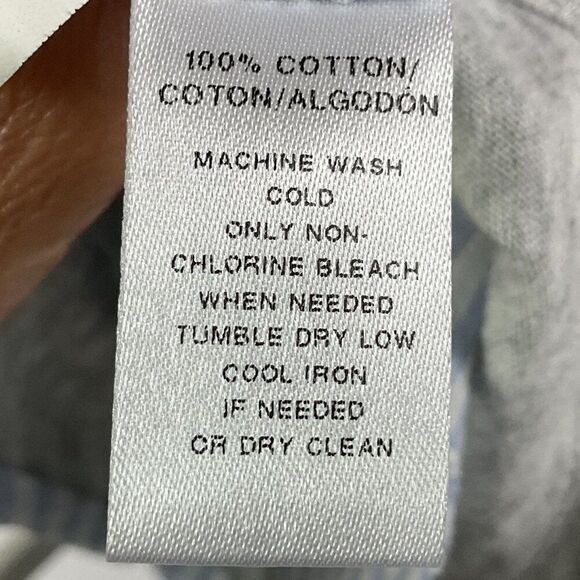 100% COTTON/
COTON/ALGODÓN
MACHINE WASH
COLD
ONLY NON-
CHLORINE BLEACH
WHEN NEEDED
TUMBLE DRY LOW
COOL IRON
IF NEEDED
OR DRY CLEAN